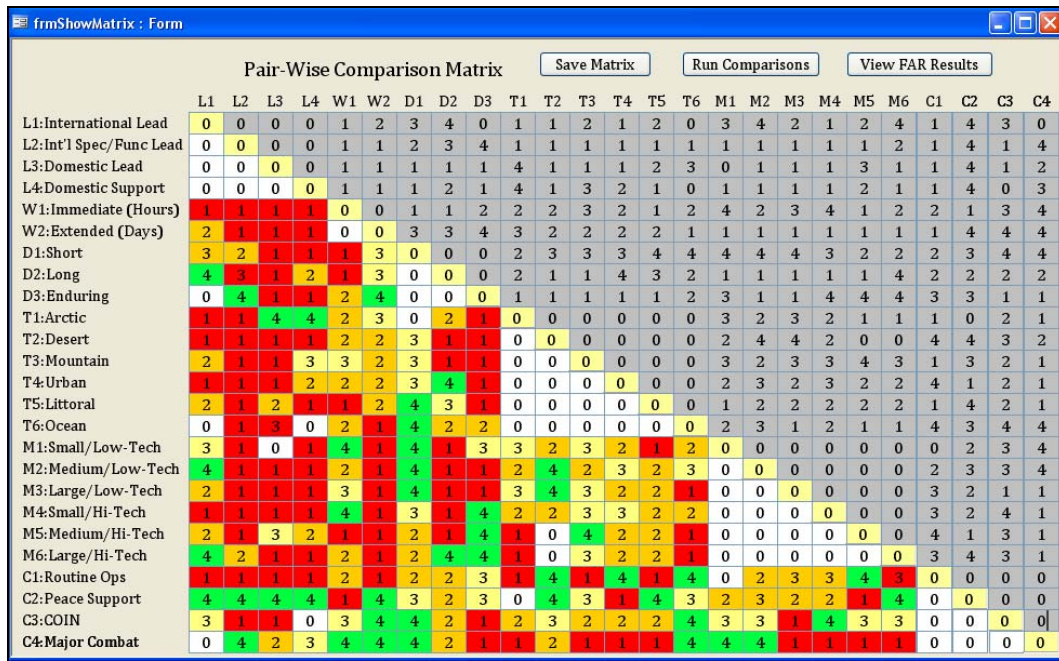 frmShowMatrix : Form
Pair-Wise Comparison Matrix Save Matrix Run Comparisons View FAR Results
L1 L2 L3 L4 W1 W2 D1 D2 D3 T1 T2 T3 T4 T5 T6 M1 M2 M3 M4 M5 M6 C1 C2 C3 C4
L1:International Lead 0 0 0 0 1 2 3 4 0 1 1 2 1 2 0 3 4 2 1 2 4 1 4 3 0
L2:Int'l Spec/Func Lead 0 0 0 0 1 1 2 3 4 1 1 1 1 1 1 1 1 1 1 1 2 1 4 1 4
L3:Domestic Lead 0 0 0 0 1 1 1 1 1 4 1 1 1 2 3 0 1 1 1 3 1 1 4 1 2
L4:Domestic Support 0 0 0 0 1 1 1 2 1 4 1 3 2 1 0 1 1 1 1 2 1 1 4 0 3
W1:Immediate (Hours) 1 1 1 1 0 0 1 1 2 2 2 3 2 1 2 4 2 3 4 1 2 2 1 3 4
W2:Extended (Days) 2 1 1 1 0 0 3 3 4 3 2 2 2 2 1 1 1 1 1 1 1 1 4 4 4
D1:Short 3 2 1 1 1 3 0 0 0 2 3 3 3 4 4 4 4 4 3 2 2 2 3 4 4
D2:Long 4 3 1 2 1 3 0 0 0 2 1 1 4 3 2 1 1 1 1 1 4 2 2 2 2
D3:Enduring 0 4 1 1 2 4 0 0 0 1 1 1 1 1 2 3 1 1 4 4 4 3 3 1 1
T1:Arctic 1 1 4 4 2 3 0 2 1 0 0 0 0 0 0 3 2 3 2 1 1 1 0 2 1
T2:Desert 1 1 1 1 2 2 3 1 1 0 0 0 0 0 0 2 4 4 2 0 0 4 4 3 2
T3:Mountain 2 1 1 3 3 2 3 1 1 0 0 0 0 0 0 3 2 3 3 4 3 1 3 2 1
T4:Urban 1 1 1 2 2 2 3 4 1 0 0 0 0 0 0 2 3 2 3 2 2 4 1 2 1
T5:Littoral 2 1 2 1 1 2 4 3 1 0 0 0 0 0 0 1 2 2 2 2 2 1 4 2 1
T6:Ocean 0 1 3 0 2 1 4 2 2 0 0 0 0 0 0 2 3 1 2 1 1 4 3 4 4
M1:Small/Low-Tech 3 1 0 1 4 1 4 1 3 3 2 3 2 1 2 0 0 0 0 0 0 0 2 3 4
M2:Medium/Low-Tech 4 1 1 1 2 1 4 1 1 2 4 2 3 2 3 0 0 0 0 0 0 2 3 3 4
M3:Large/Low-Tech 2 1 1 1 3 1 4 1 1 3 4 3 2 2 1 0 0 0 0 0 0 3 2 1 1
M4:Small/Hi-Tech 1 1 1 1 4 1 3 1 4 2 2 3 3 2 2 0 0 0 0 0 0 3 2 4 1
M5:Medium/Hi-Tech 2 1 3 2 1 1 2 1 4 1 0 4 2 2 1 0 0 0 0 0 0 4 1 3 1
M6:Large/Hi-Tech 4 2 1 1 2 1 2 4 4 1 0 3 2 2 1 0 0 0 0 0 0 3 4 3 1
C1:Routine Ops 1 1 1 1 2 1 2 2 3 1 4 1 4 1 4 0 2 3 3 4 3 0 0 0 0
C2:Peace Support 4 4 4 4 1 4 3 2 3 0 4 3 1 4 3 2 3 2 2 1 4 0 0 0 0
C3:COIN 3 1 1 0 3 4 4 2 1 2 3 2 2 2 4 3 3 1 4 3 3 0 0 0 0
C4:Major Combat 0 4 2 3 4 4 4 2 1 1 2 1 1 1 4 4 4 1 1 1 1 0 0 0 0